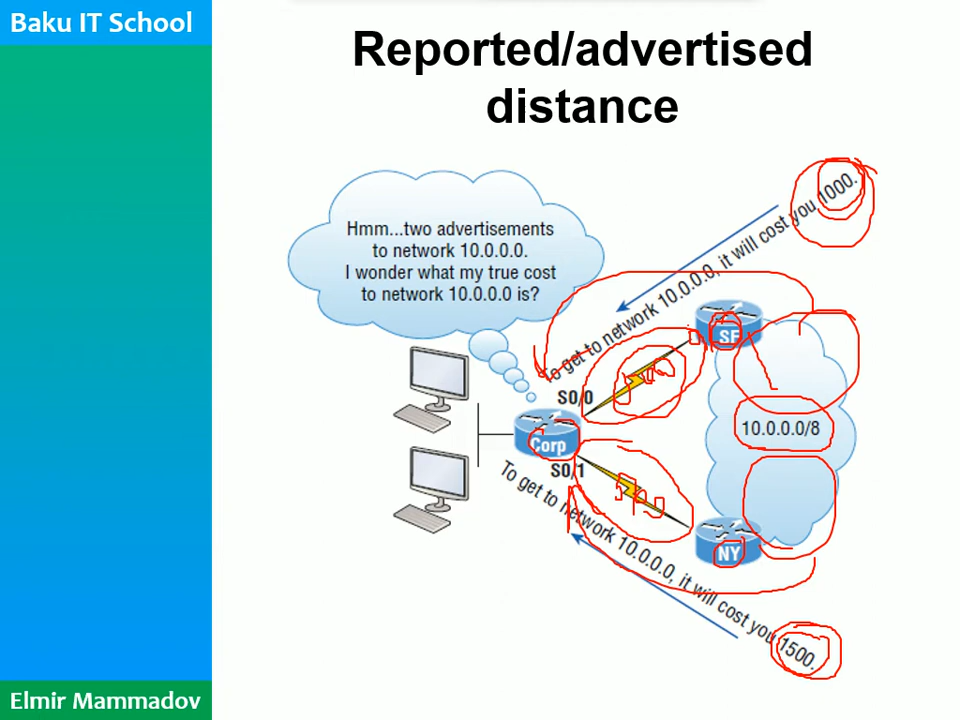 Baku IT School
Reported/advertised
distance
Hmm...two advertisements
to network 10.0.0.0.
I wonder what my true cost
to network 10.0.0.0 is?
To get to network 10.0.0.0, it will cost you 1000.
SF
S0/0
10.0.0.0/8
Corp
S0/1
NY
To get to network 10.0.0.0, it will cost you 1500.
Elmir Mammadov